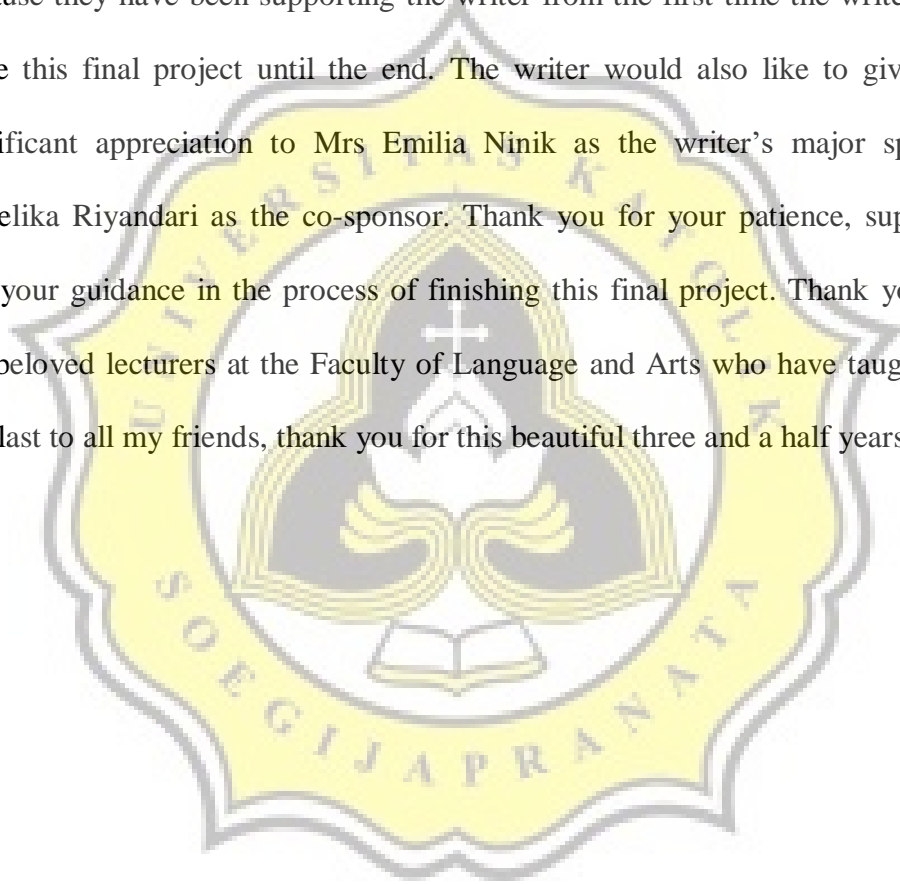 use they have been supporting the writer from the first time the write
e this final project until the end. The writer would also like to giv
ificant appreciation to Mrs Emilia Ninik as the writer's major sp
elika Riyandari as the co-sponsor. Thank you for your patience, sup
your guidance in the process of finishing this final project. Thank yo
beloved lecturers at the Faculty of Language and Arts who have taug
last to all my friends, thank you for this beautiful three and a half years
UNIVERSITAS KATOLIK
SOEGIJAPRANATA